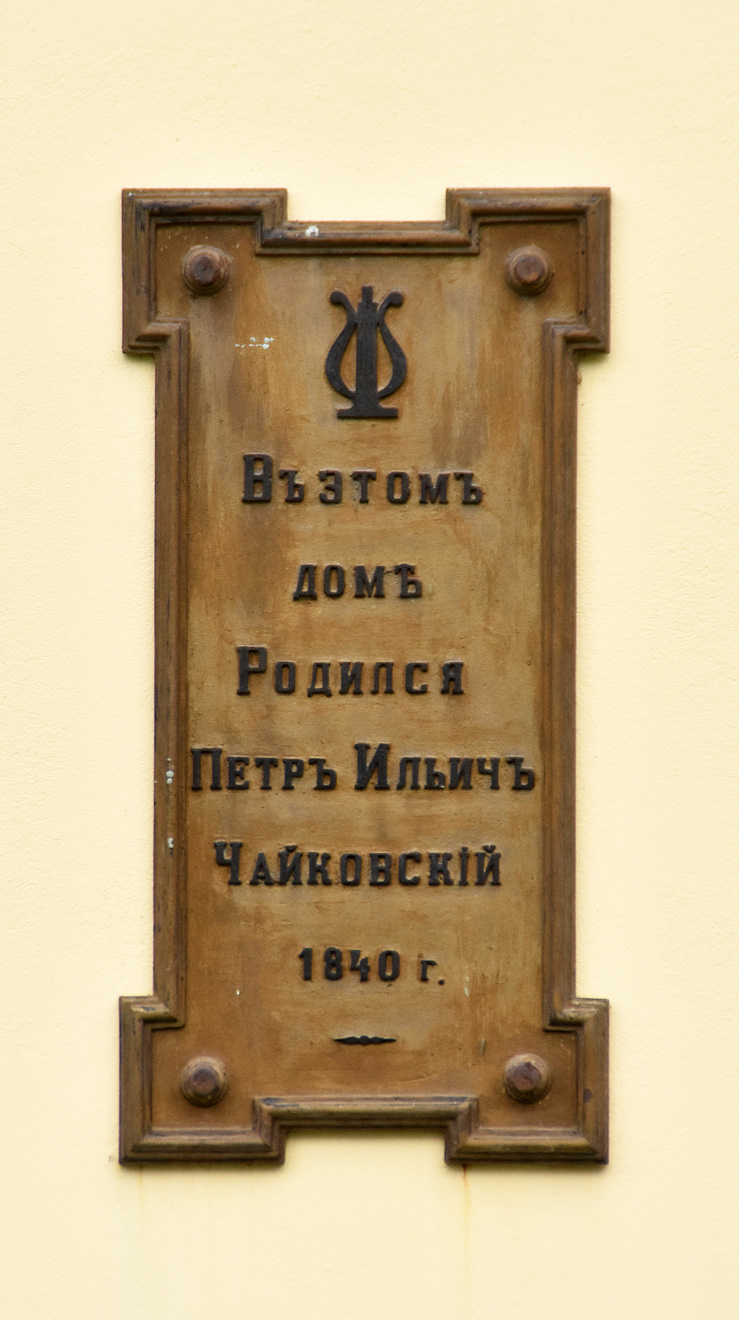 Въ этомъ
домѣ
Родился
Петръ Ильичъ
Чайковскій
1840 г.